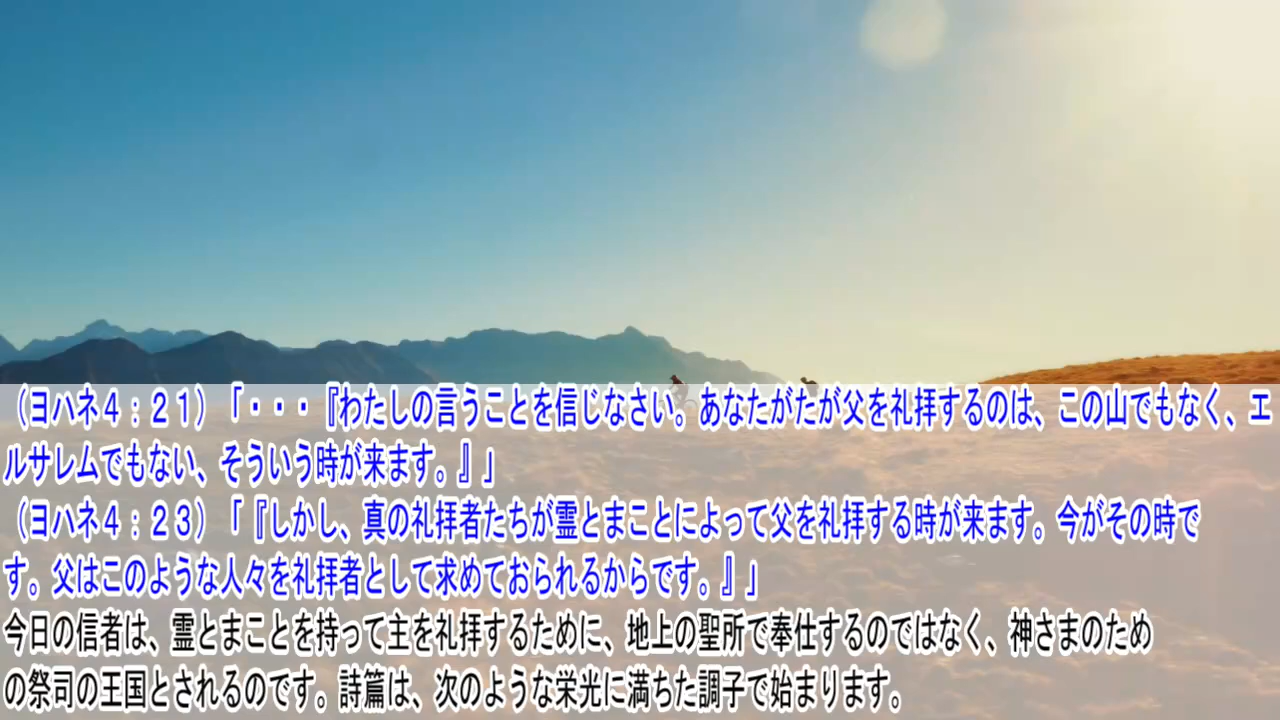 （ヨハネ４：２１）「・・・『わたしの言うことを信じなさい。あなたがたが父を礼拝するのは、この山でもなく、エ
ルサレムでもない、そういう時が来ます。』」
（ヨハネ４：２３）「『しかし、真の礼拝者たちが霊とまことによって父を礼拝する時が来ます。今がその時で
す。父はこのような人々を礼拝者として求めておられるからです。』」
今日の信者は、霊とまことを持って主を礼拝するために、地上の聖所で奉仕するのではなく、神さまのため
の祭司の王国とされるのです。詩篇は、次のような栄光に満ちた調子で始まります。